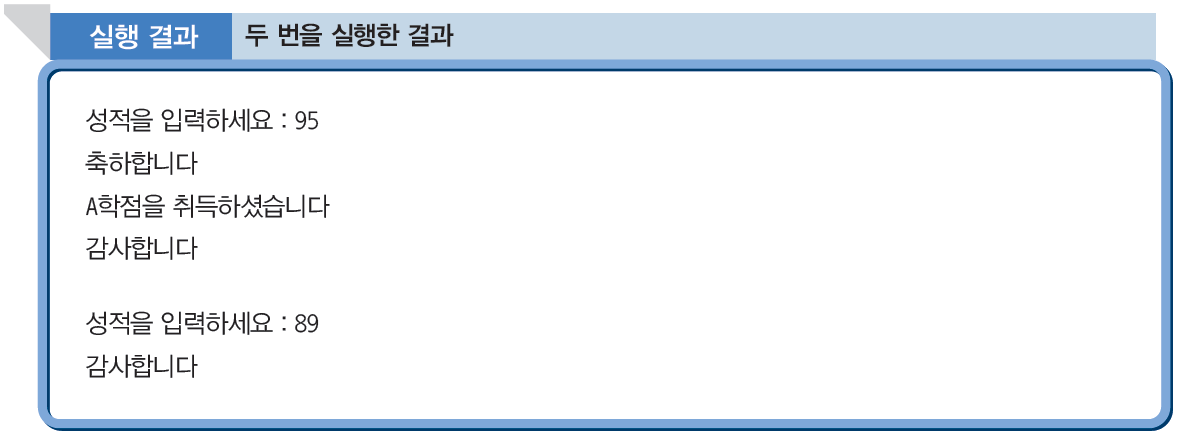 실행 결과 두 번을 실행한 결과
성적을 입력하세요 : 95
축하합니다
A학점을 취득하셨습니다
감사합니다
성적을 입력하세요 : 89
감사합니다